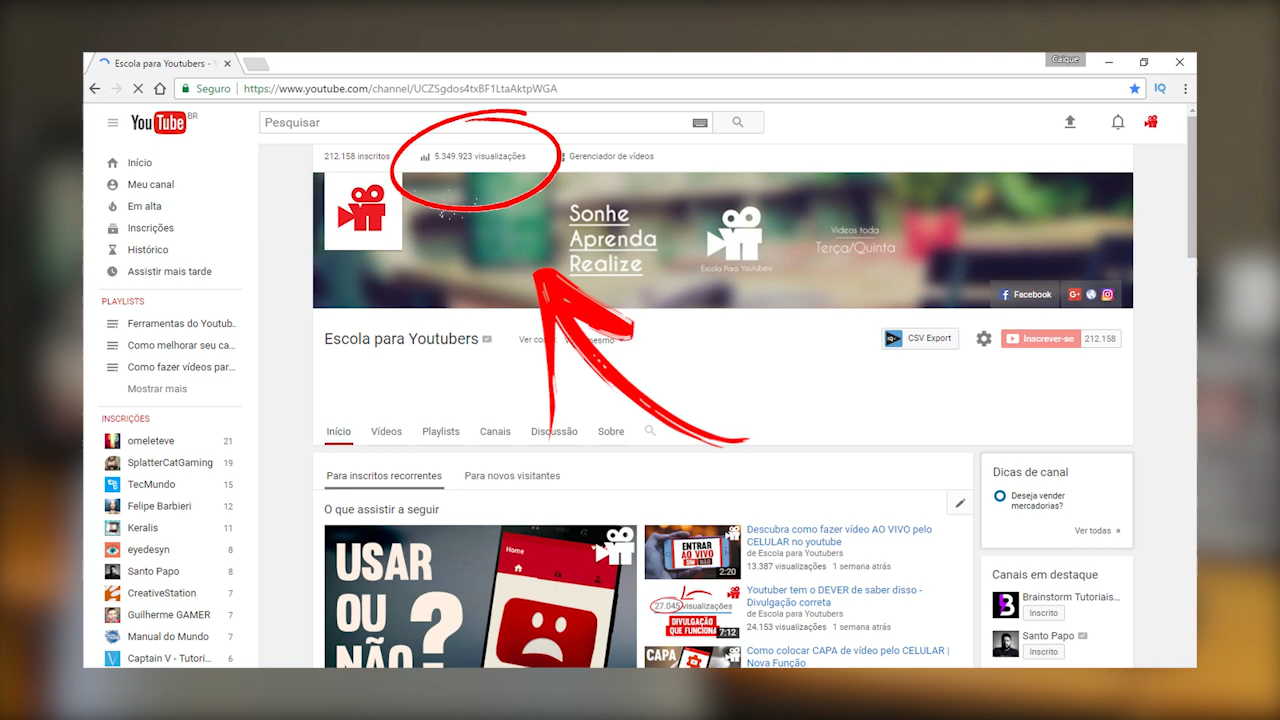 Escola para Youtubers - Y
Caique
Seguro
https://www.youtube.com/channel/UCZSgdos4txBF1LtaAktpWGA
IQ
YouTube BR
Pesquisar
212.158 inscritos
5.349.923 visualizações
Gerenciador de vídeos
Início
Meu canal
Em alta
Inscrições
Histórico
Assistir mais tarde
PLAYLISTS
Ferramentas do Youtub..
Como melhorar seu ca...
Como fazer vídeos par...
Mostrar mais
INSCRIÇÕES
omeleteve 21
SplatterCatGaming 19
TecMundo 15
Felipe Barbieri 12
Keralis 11
eyedesyn 8
Santo Papo 8
CreativeStation 7
Guilherme GAMER 7
Manual do Mundo 7
Captain V - Tutori... 6
Sonhe
Aprenda
Realize
Escola Para Youtubers
Videos toda
Terça/Quinta
Facebook
G+
Escola para Youtubers
CSV Export
Inscrever-se
212.158
Início
Vídeos
Playlists
Canais
Discussão
Sobre
Para inscritos recorrentes
Para novos visitantes
O que assistir a seguir
USAR
OU
NÃO
?
Home
ENTRAR
AO VIVO
2:20
Descubra como fazer vídeo AO VIVO pelo
CELULAR no youtube
de Escola para Youtubers
13.387 visualizações 1 semana atrás
27.045 visualizações
DIVULGAÇÃO
QUE FUNCIONA
7:12
Youtuber tem o DEVER de saber disso -
Divulgação correta
de Escola para Youtubers
24.153 visualizações 1 semana atrás
CAPA
Como colocar CAPA de vídeo pelo CELULAR |
Nova Função
Dicas de canal
Deseja vender
mercadorias?
Ver todas »
Canais em destaque
Brainstorm Tutoriais...
Inscrito
Santo Papo
Inscrito